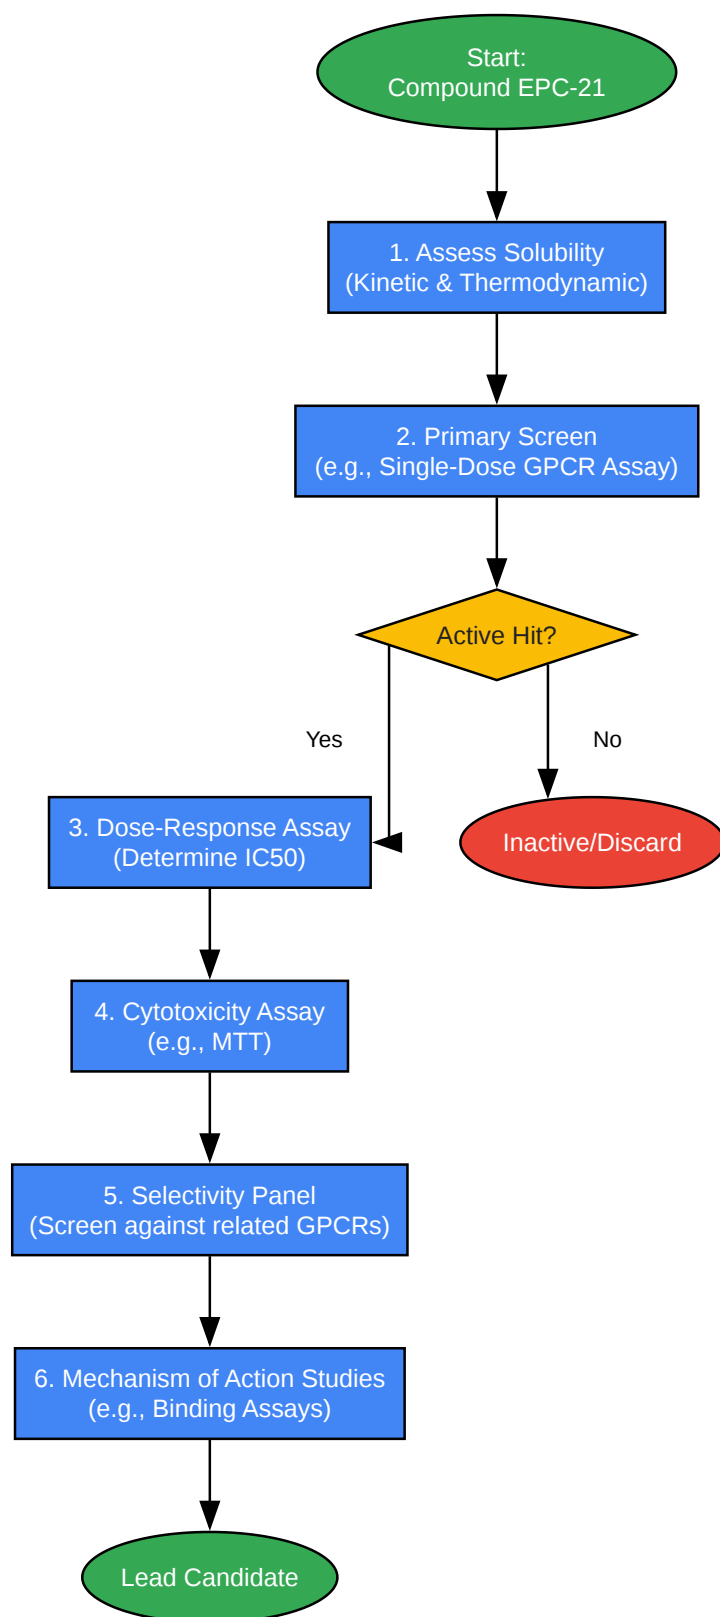 Start:
Compound EPC-21
1. Assess Solubility
(Kinetic & Thermodynamic)
2. Primary Screen
(e.g., Single-Dose GPCR Assay)
Active Hit?
Yes
No
3. Dose-Response Assay
(Determine IC50)
Inactive/Discard
4. Cytotoxicity Assay
(e.g., MTT)
5. Selectivity Panel
(Screen against related GPCRs)
6. Mechanism of Action Studies
(e.g., Binding Assays)
Lead Candidate